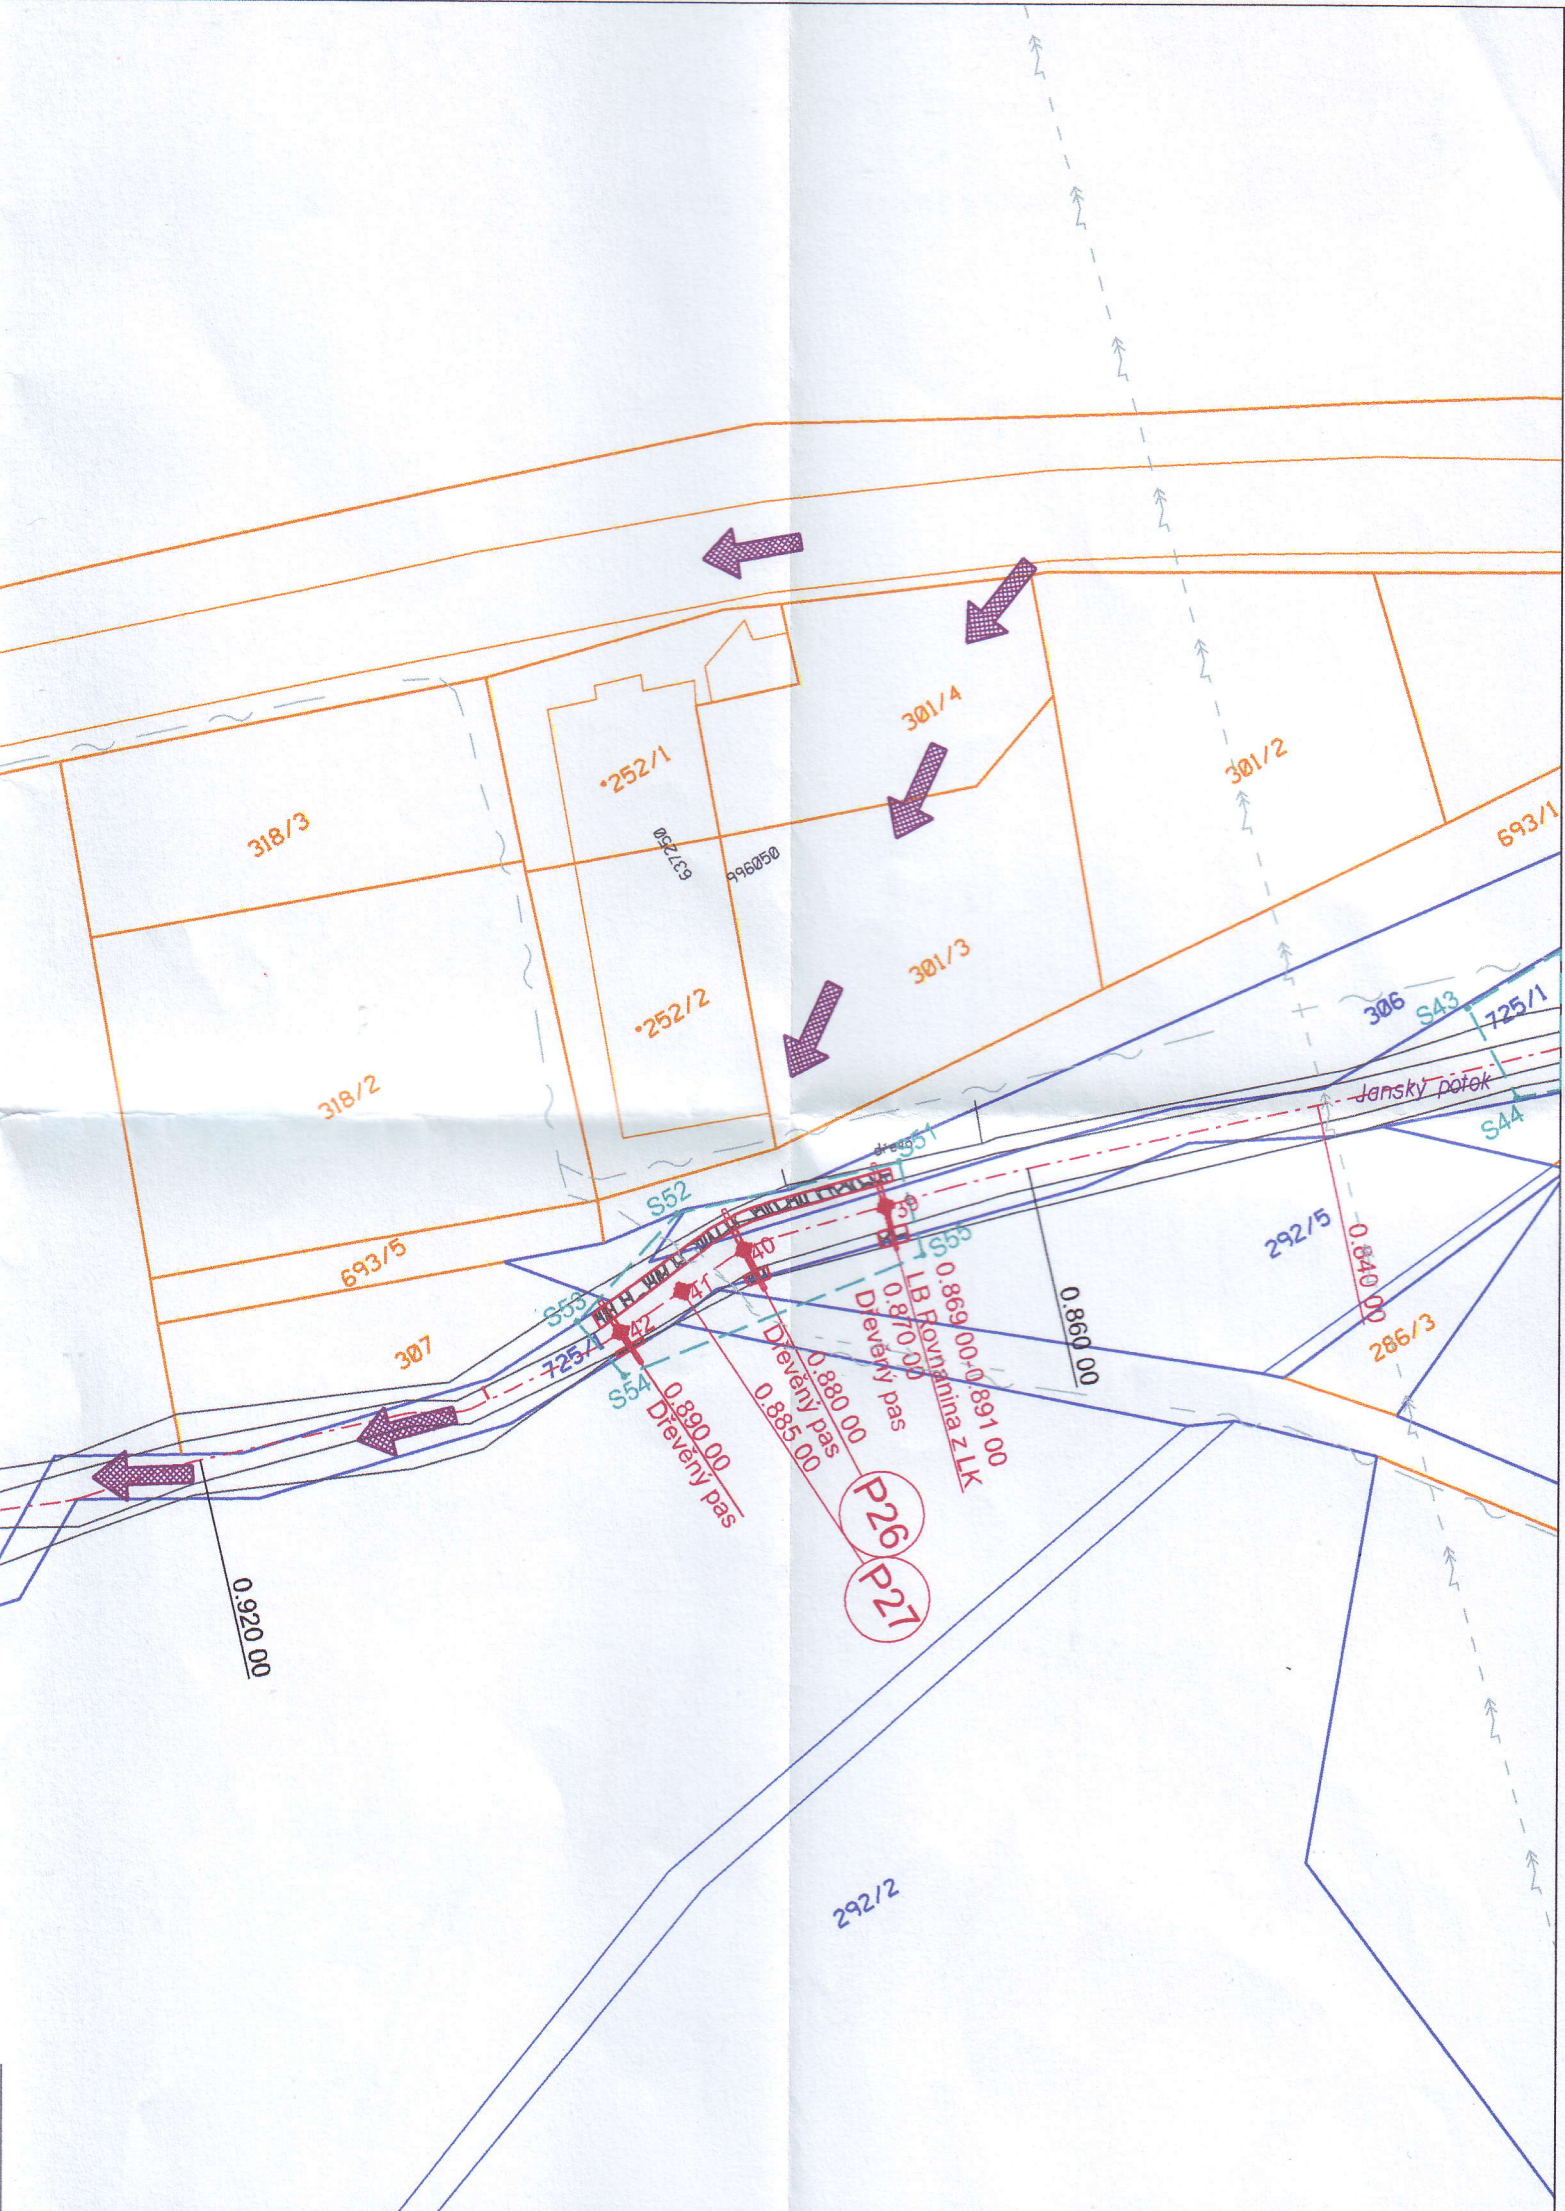 301/4
301/2
693/1
°252/1
318/3
637250
996050
301/3
°252/2
306
S43
725/1
318/2
Janský potok
S44
dřevo
S51
S52
39
S55
40
292/5
0.840 00
693/5
41
S53
42
307
725/1
S54
286/3
0.860 00
0.869 00-0.891 00
LB Rovnanina z LK
0.870 00
Dřevěný pas
0.880 00
Dřevěný pas
0.885 00
0.890 00
Dřevěný pas
P26
P27
0.920 00
292/2